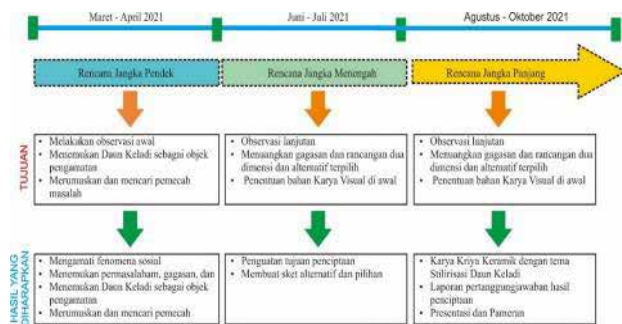 Maret - April 2021
Juni - Juli 2021
Agustus - Oktober 2021
Rencana Jangka Pendek
Rencana Jangka Menengah
Rencana Jangka Panjang
TUJUAN
• Melakukan observasi awal
• Menemukan Daun Keladi sebagai objek
pengamatan
• Merumuskan dan mencari pemecah
masalah
• Observasi lanjutan
• Menuangkan gagasan dan rancangan dua
dimensi dan alternatif terpilih
• Penentuan bahan Karya Visual di awal
• Observasi lanjutan
• Menuangkan gagasan dan rancangan dua
dimensi dan alternatif terpilih
• Penentuan bahan Karya Visual di awal
HASIL YANG
DIHARAPKAN
• Mengamati fenomena sosial
• Menemukan permasalaham, gagasan, dan
• Menemukan Daun Keladi sebagai objek
pengamatan
• Merumuskan dan mencari pemecah
• Penguatan tujuan penciptaan
• Membuat sket alternatif dan pilihan
• Karya Kriya Keramik dengan tema
Stilirisasi Daun Keladi
• Laporan pertanggungjawaban hasil
penciptaan
• Presentasi dan Pameran